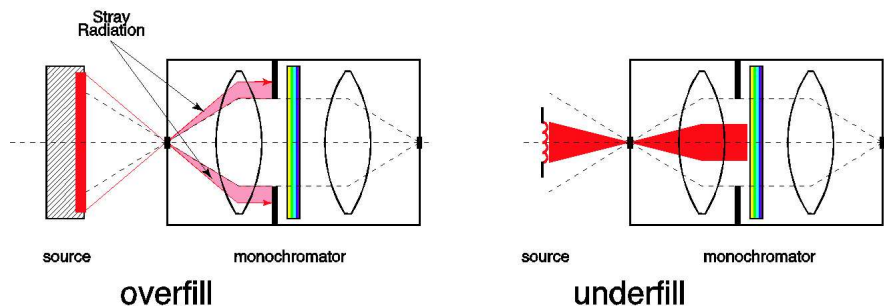 Stray
Radiation
source
monochromator
overfill
source
monochromator
underfill